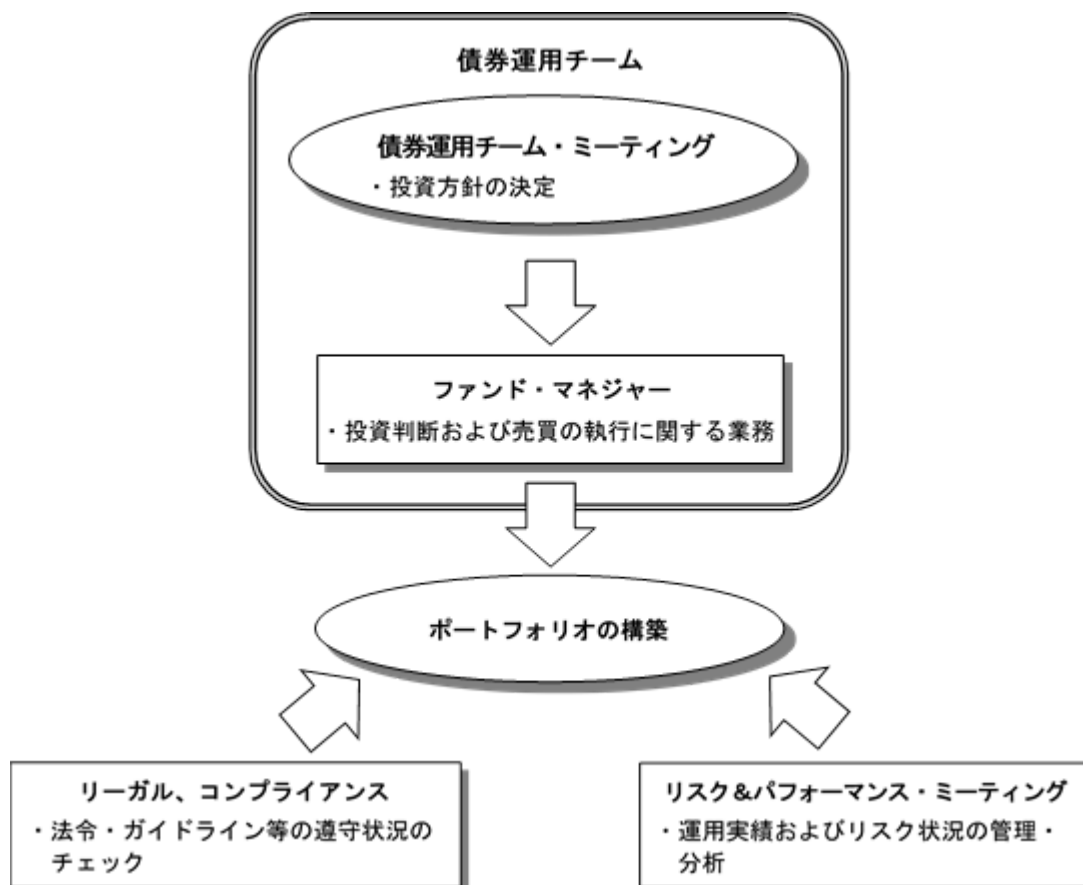 債券運用チーム
債券運用チーム・ミーティング
・投資方針の決定
ファンド・マネジャー
・投資判断および売買の執行に関する業務
ポートフォリオの構築
リーガル、コンプライアンス
・法令・ガイドライン等の遵守状況の
チェック
リスク&パフォーマンス・ミーティング
・運用実績およびリスク状況の管理・
分析